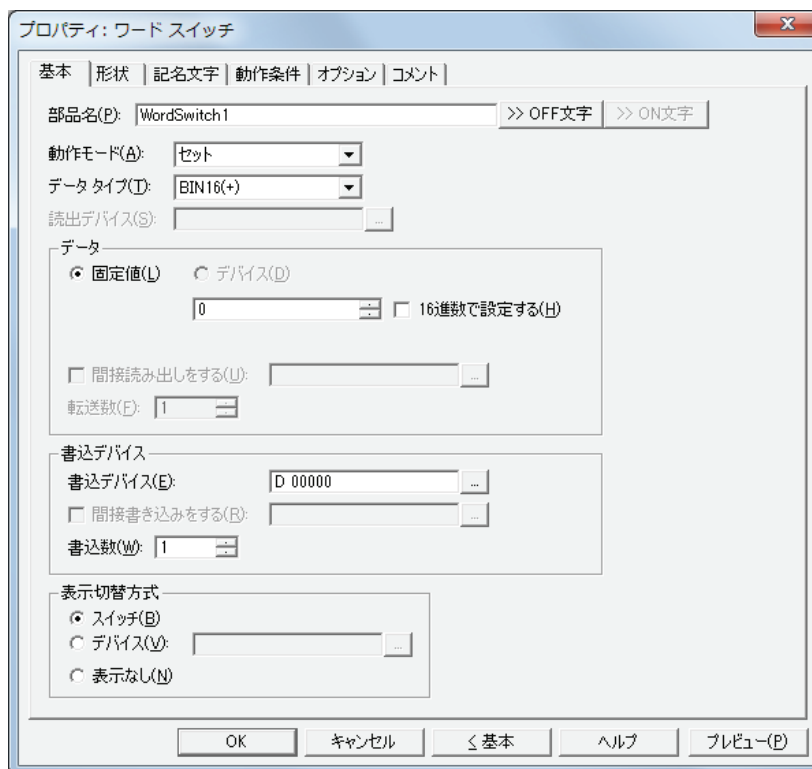 プロパティ: ワード スイッチ
基本 形状 記名文字 動作条件 オプション コメント
部品名(P): WordSwitch1 >> OFF文字 >> ON文字
動作モード(A): セット
データ タイプ(T): BIN16(+)
読出デバイス(S): ...
データ
固定値(L) デバイス(D)
0 16進数で設定する(H)
間接読み出しをする(U): ...
転送数(F): 1
書込デバイス
書込デバイス(E): D 00000 ...
間接書き込みをする(R): ...
書込数(W): 1
表示切替方式
スイッチ(B)
デバイス(V): ...
表示なし(N)
OK キャンセル < 基本 ヘルプ プレビュー(P)